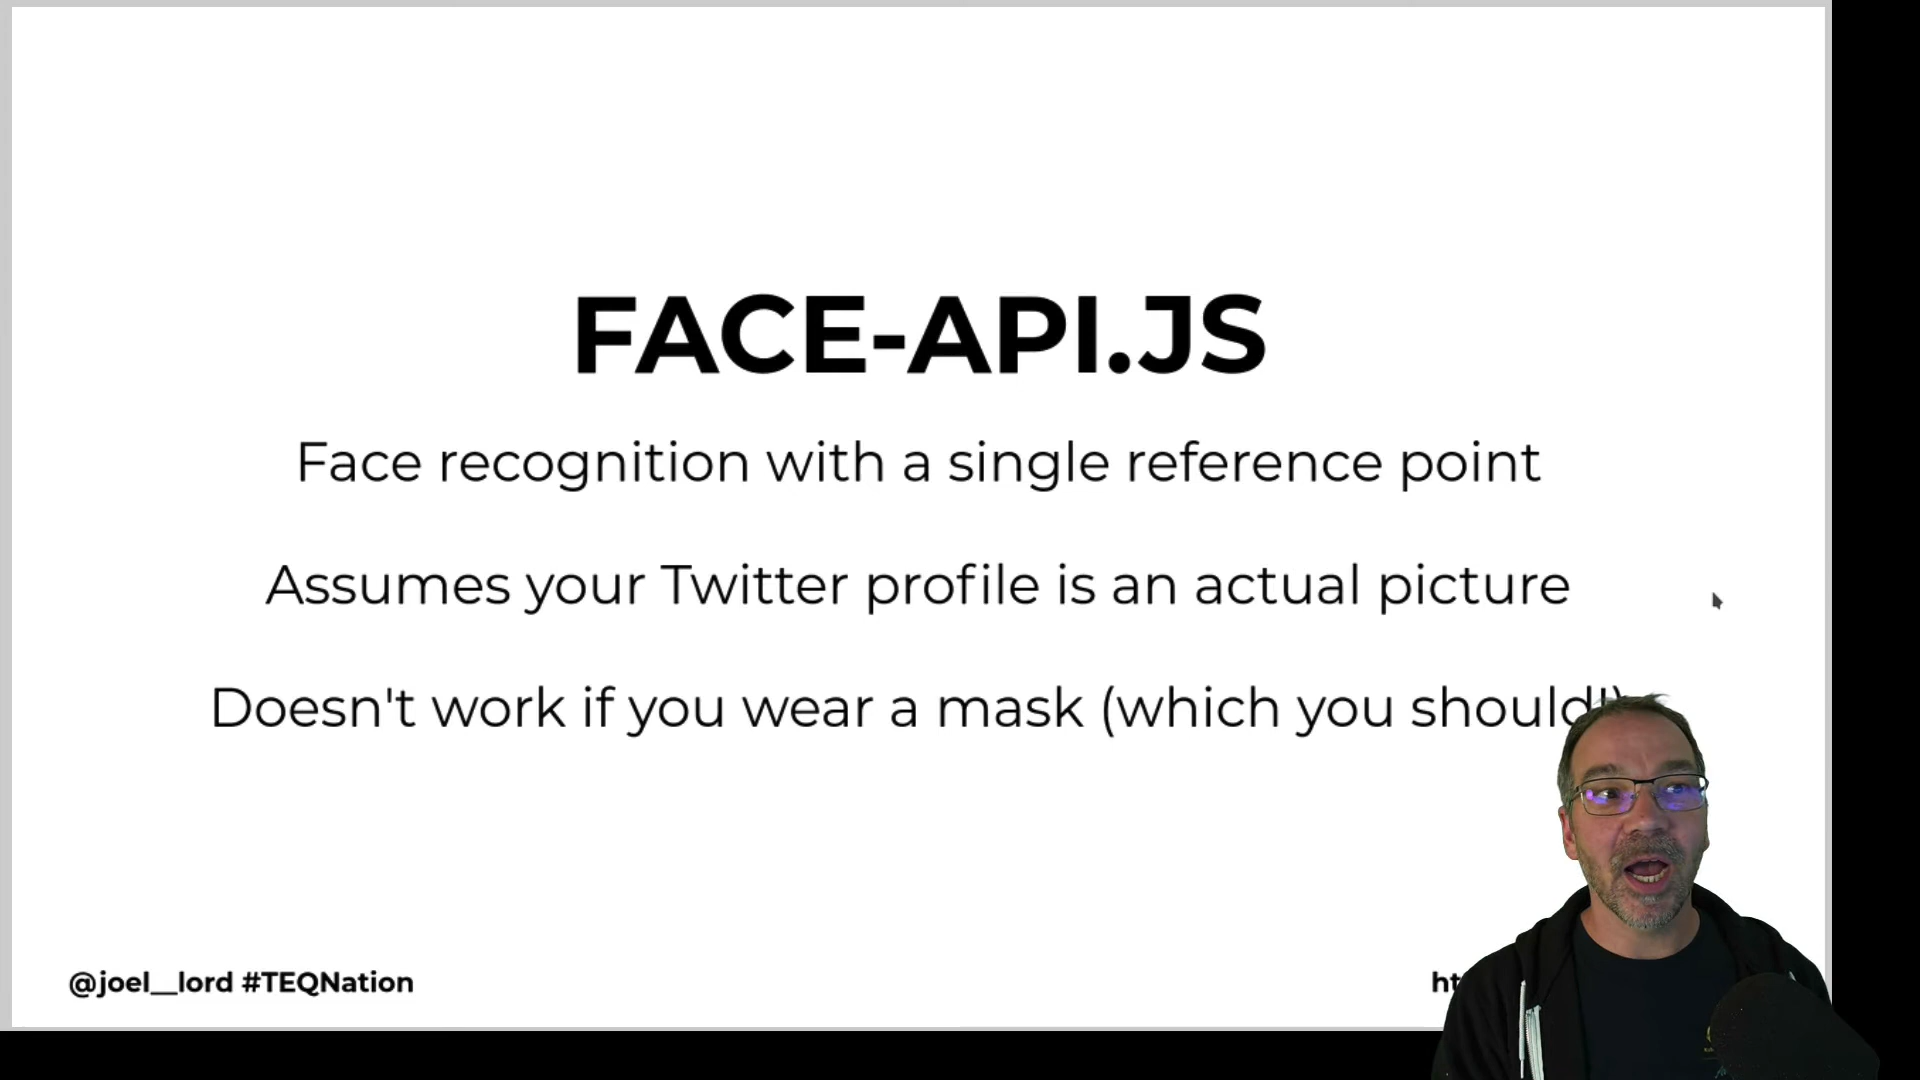 FACE-API.JS
Face recognition with a single reference point
Assumes your Twitter profile is an actual picture
Doesn't work if you wear a mask (which you should!)
@joel__lord #TEQNation